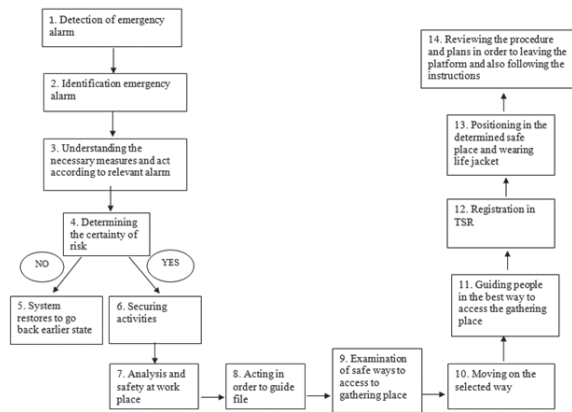 1. Detection of emergency
alarm
2. Identification emergency
alarm
3. Understanding the
necessary measures and act
according to relevant alarm
4. Determining
the certainty of
risk
NO
YES
5. System
restores to go
back earlier state
6. Securing
activities
7. Analysis and
safety at work
place
8. Acting in
order to guide
file
9. Examination
of safe ways to
access to
gathering place
10. Moving on the
selected way
11. Guiding people
in the best way to
access the gathering
place
12. Registration in
TSR
13. Positioning in the
determined safe
place and wearing
life jacket
14. Reviewing the procedure
and plans in order to leaving the
platform and also following the
instructions